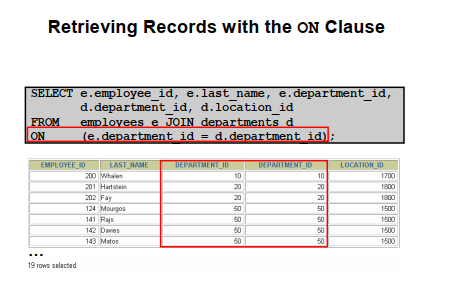 Retrieving Records with the ON Clause
SELECT e.employee_id, e.last_name, e.department_id,
d.department_id, d.location_id
FROM employees e JOIN departments d
ON (e.department_id = d.department_id);
EMPLOYEE_ID LAST_NAME DEPARTMENT_ID DEPARTMENT_ID LOCATION_ID
200 Whalen 10 10 1700
201 Hartstein 20 20 1800
202 Fay 20 20 1800
124 Mourgos 50 50 1500
141 Rajs 50 50 1500
142 Davies 50 50 1500
143 Matos 50 50 1500
...
19 rows selected.